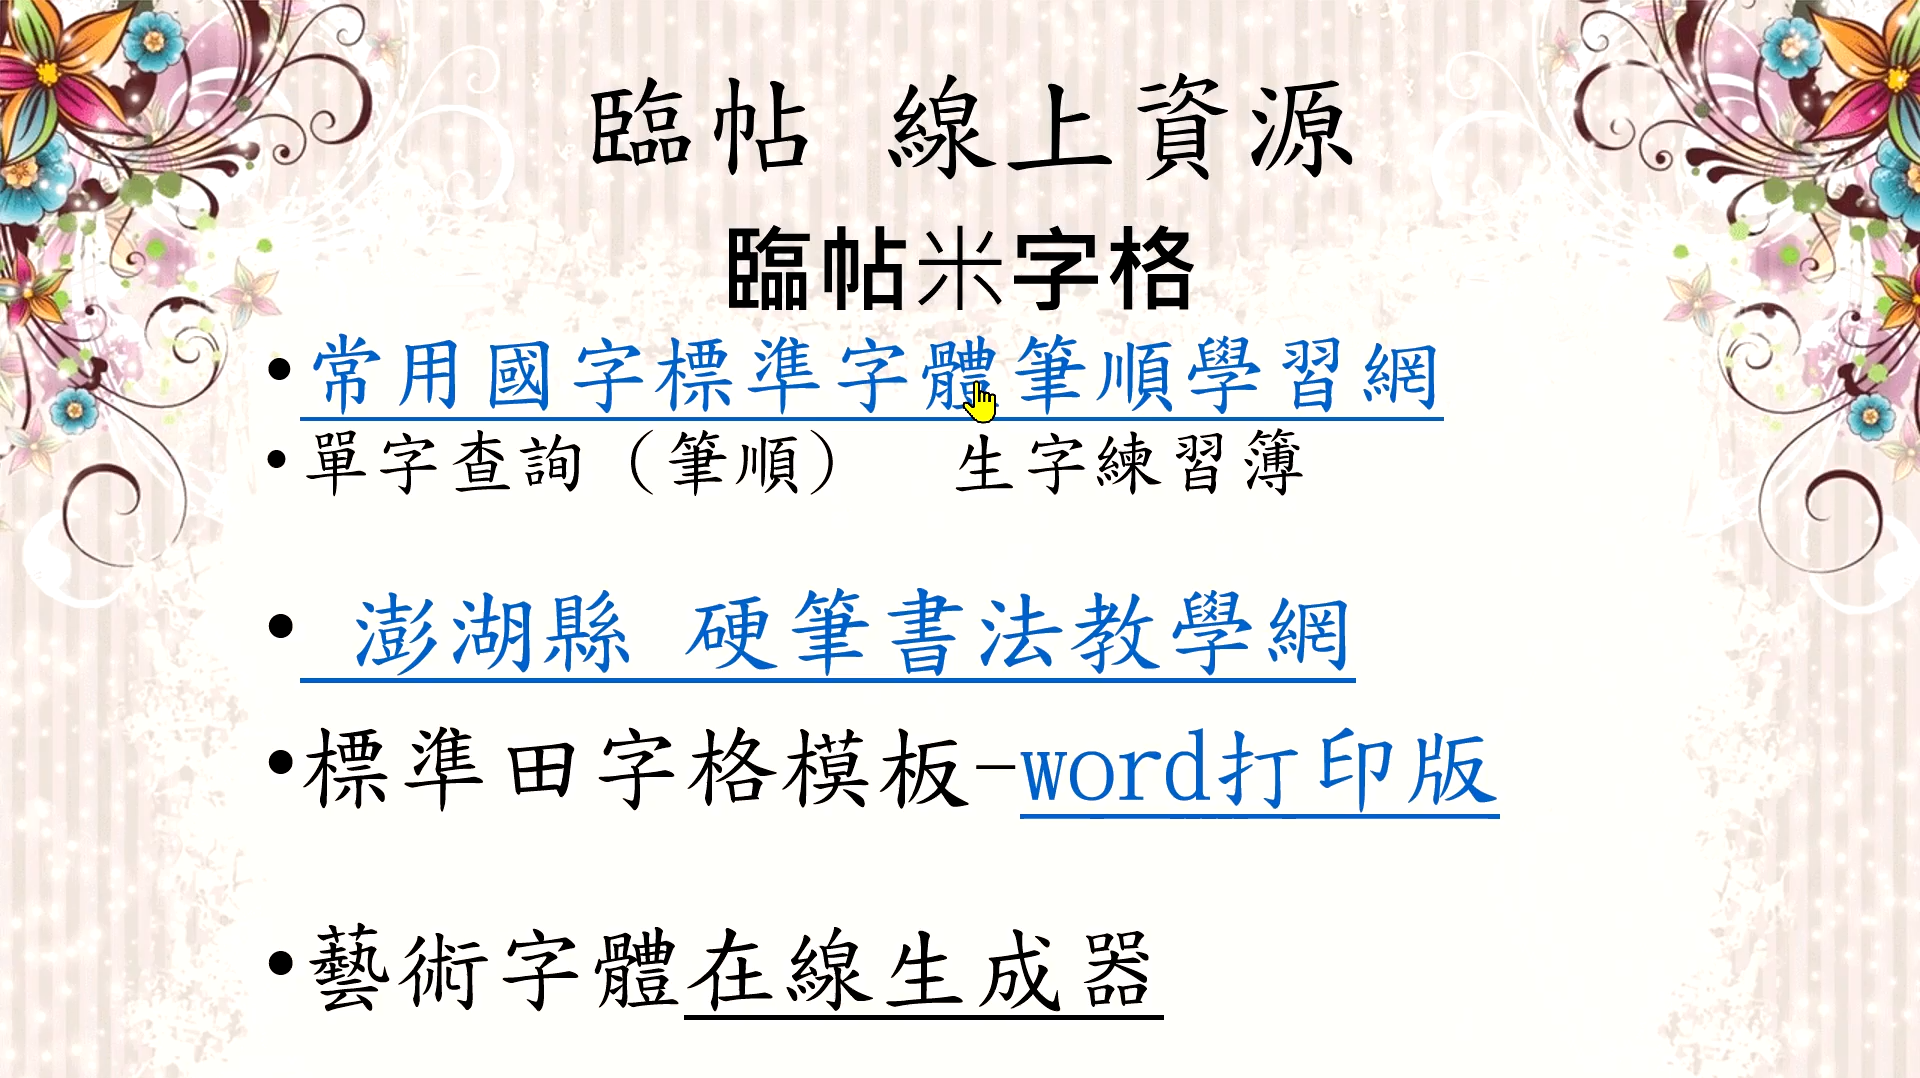 臨帖 線上資源
臨帖米字格
• 常用國字標準字體筆順學習網
• 單字查詢（筆順） 生字練習簿
• 澎湖縣 硬筆書法教學網
• 標準田字格模板-word打印版
• 藝術字體在線生成器